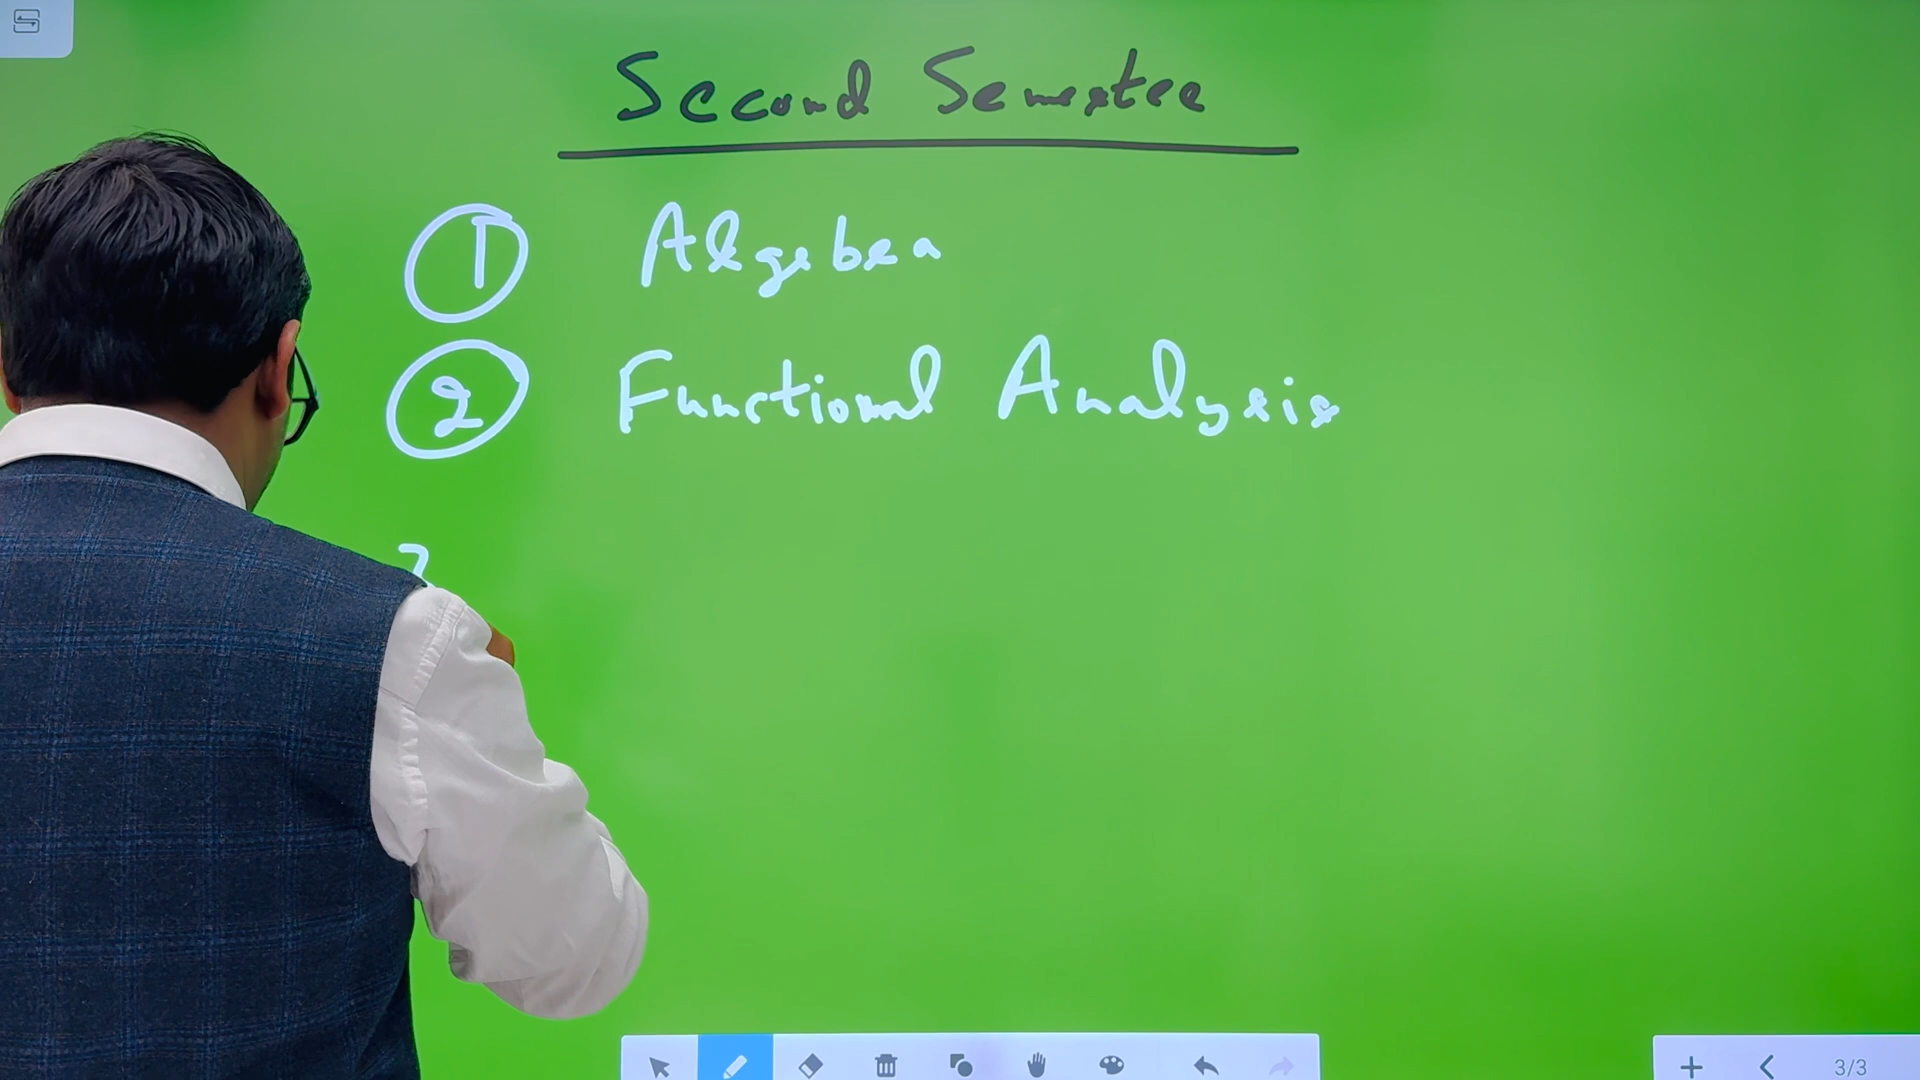 Second Semester
1 Algebra
2 Functional Analysis
3/3